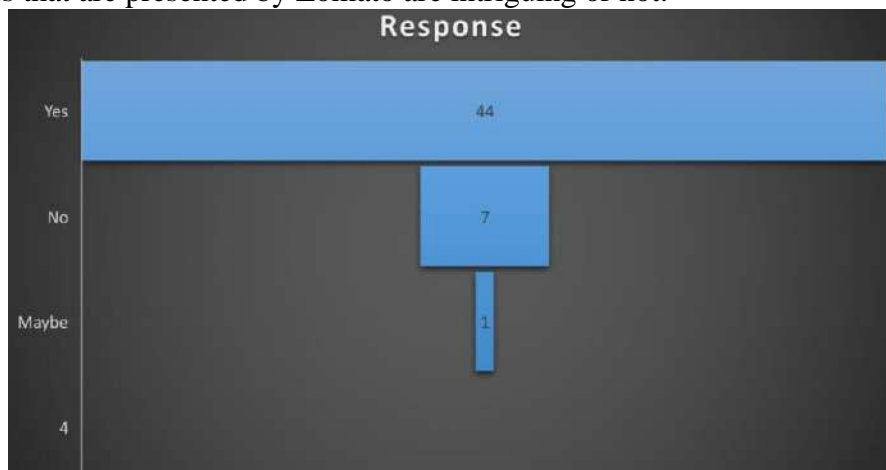 s that are presented by Zomato are intriguing or not.
Response
Yes
44
No
7
Maybe
1
4